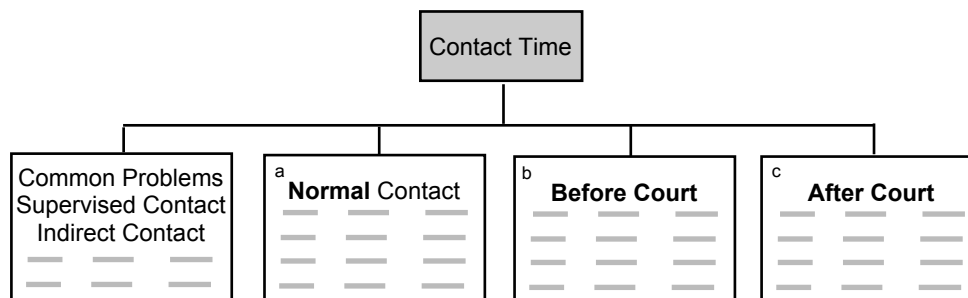 Contact Time
Common Problems
Supervised Contact
Indirect Contact
a
Normal Contact
b
Before Court
c
After Court